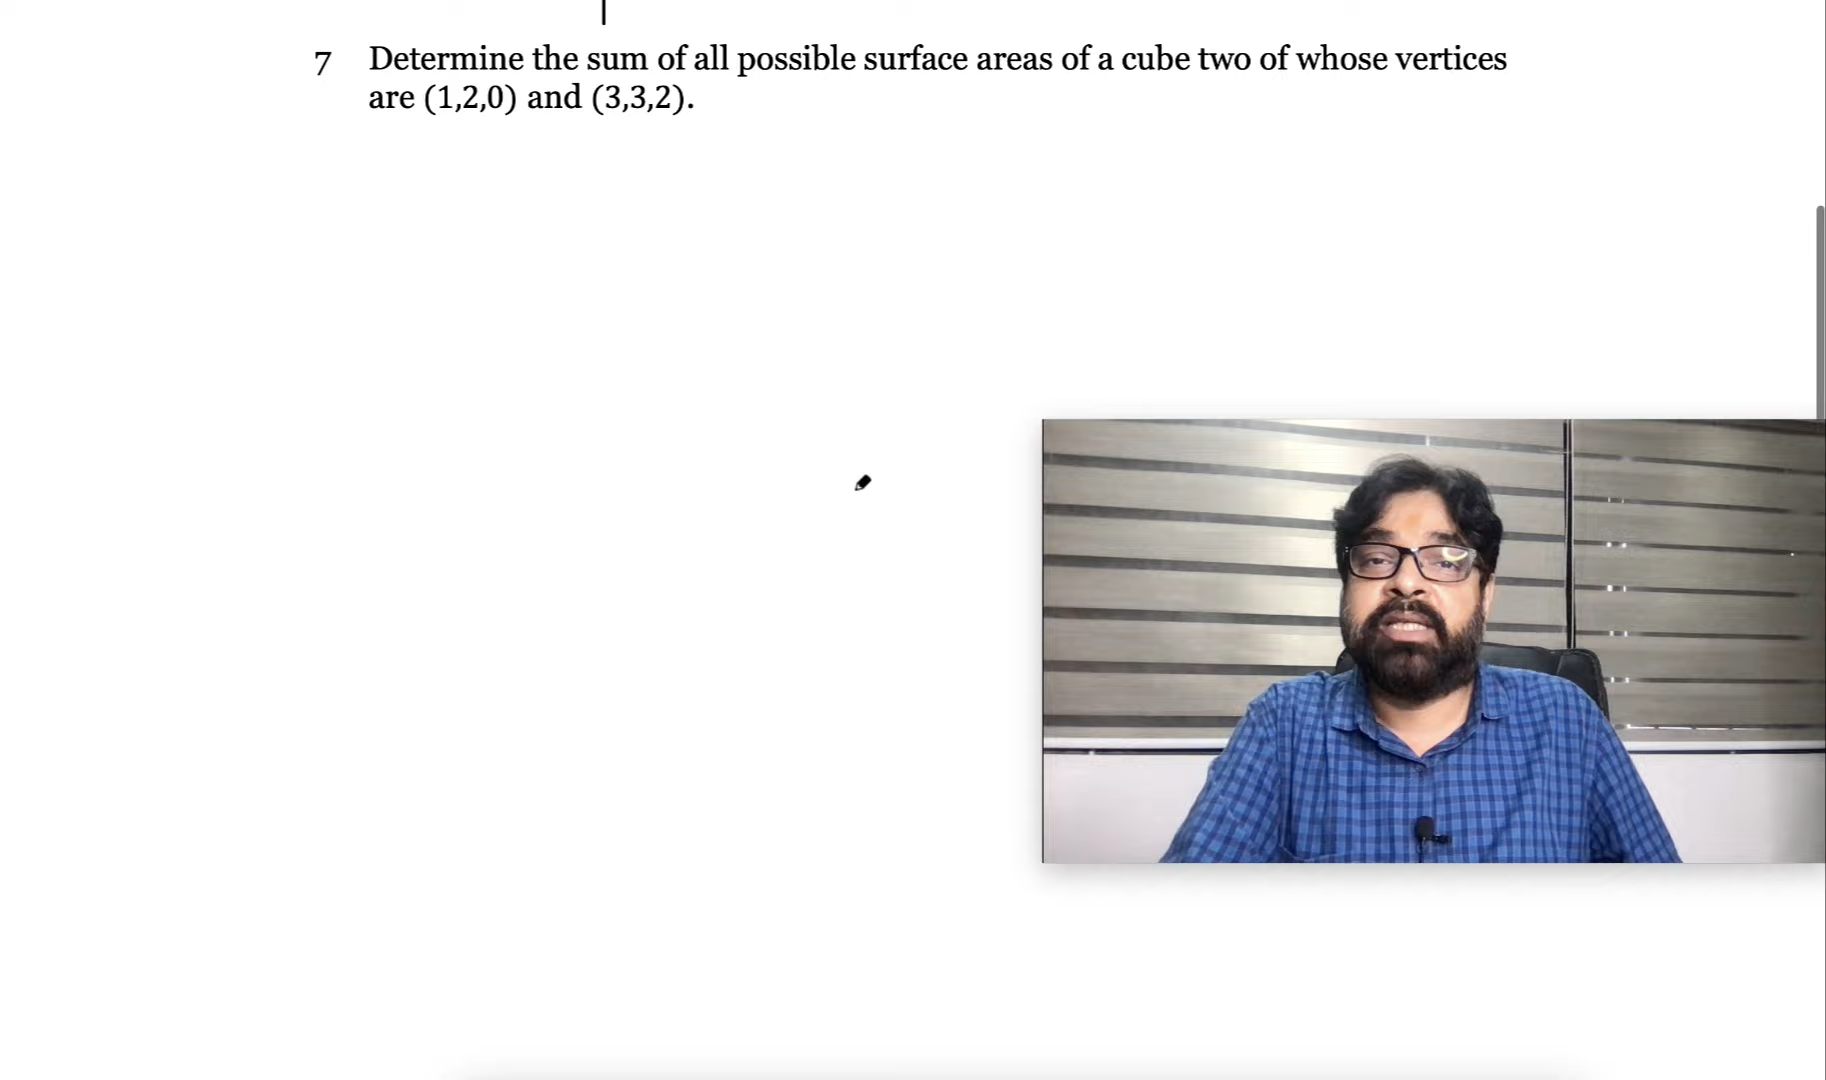 7 Determine the sum of all possible surface areas of a cube two of whose vertices
are (1,2,0) and (3,3,2).